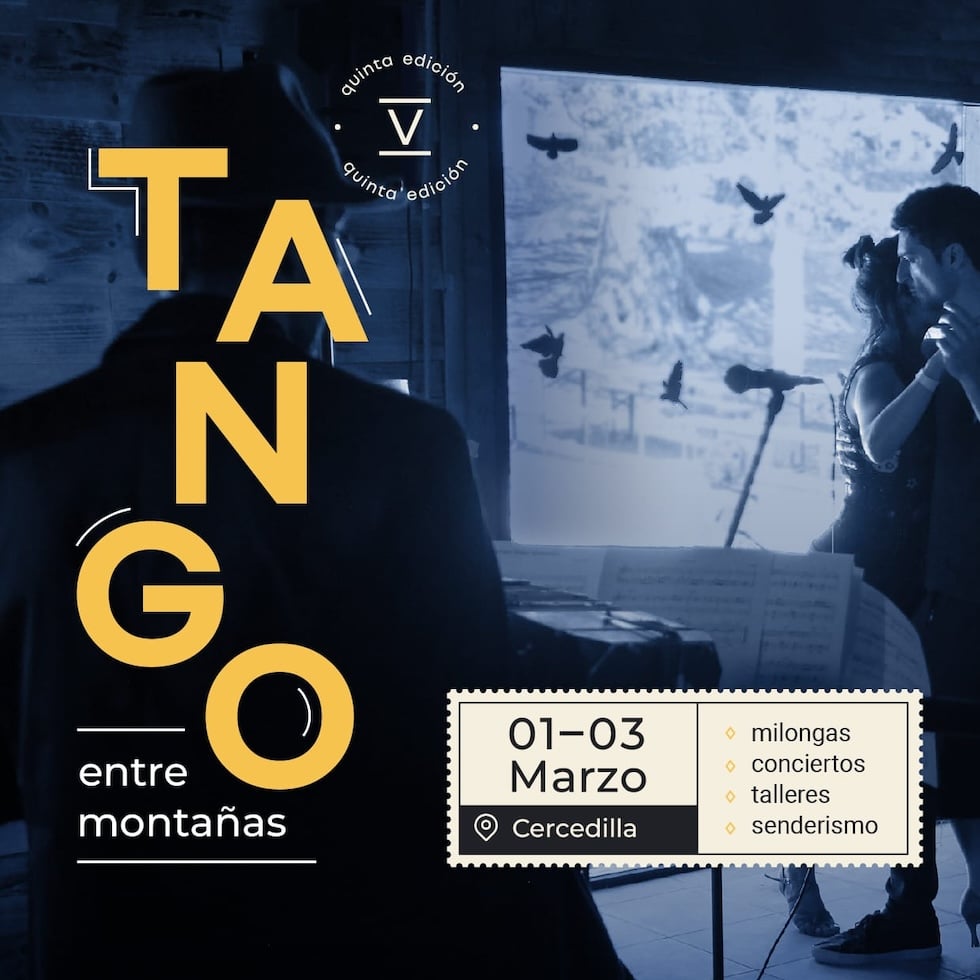 quinta edición
V
quinta edición
TANGO
entre
montañas
01–03
Marzo
Cercedilla
milongas
conciertos
talleres
senderismo